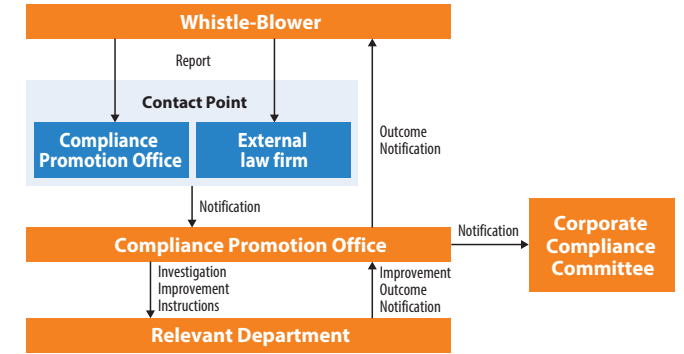 Whistle-Blower
Report
Contact Point
Compliance
Promotion Office
External
law firm
Outcome
Notification
Notification
Compliance Promotion Office
Notification
Corporate
Compliance
Committee
Investigation
Improvement
Instructions
Improvement
Outcome
Notification
Relevant Department